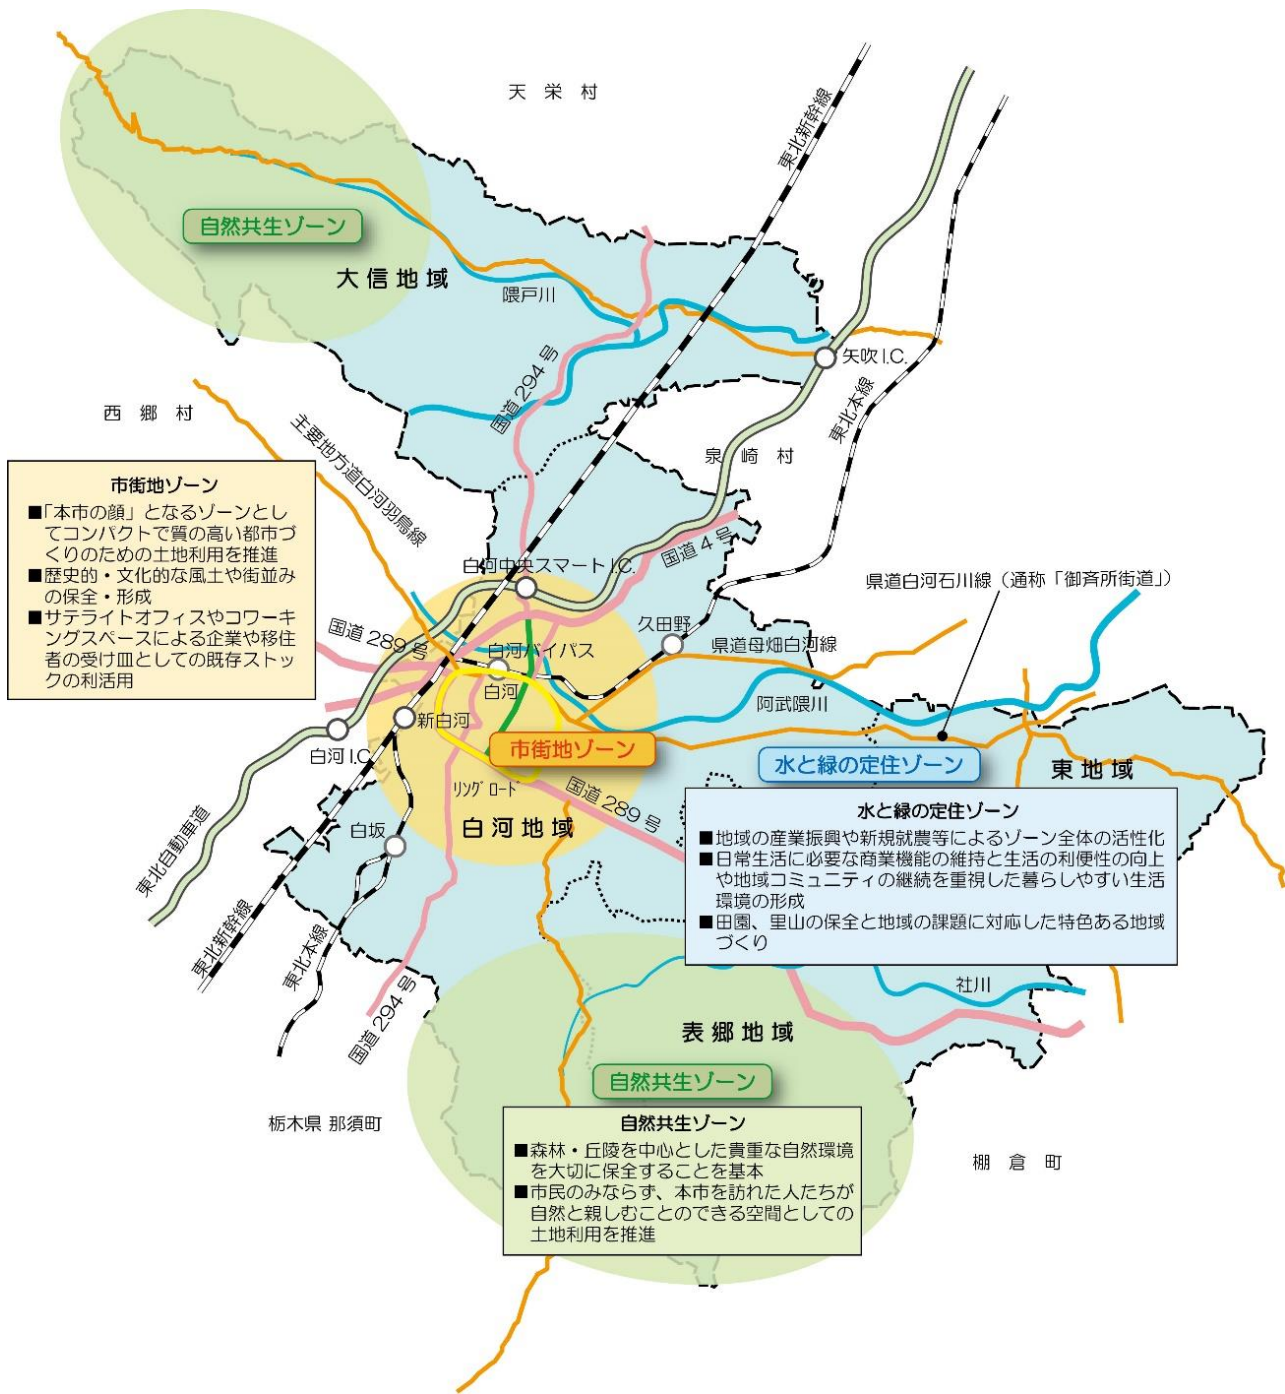 天栄村
東北新幹線
自然共生ゾーン
大信地域
隈戸川
矢吹I.C.
国道294号
東北本線
西郷村
主要地方道白河羽鳥線
泉崎村
市街地ゾーン
■「本市の顔」となるゾーンとし
てコンパクトで質の高い都市づ
くりのための土地利用を推進
■歴史的・文化的な風土や街並み
の保全・形成
■サテライトオフィスやコワーキ
ングスペースによる企業や移住
者の受け皿としての既存ストッ
クの利活用
国道4号
白河中央スマートI.C.
県道白河石川線（通称「御斉所街道」）
国道289号
久田野
県道母畑白河線
白河バイパス
白河
阿武隈川
新白河
白河I.C.
市街地ゾーン
水と緑の定住ゾーン
東地域
リングロード
国道289号
白河地域
白坂
東北自動車道
水と緑の定住ゾーン
■地域の産業振興や新規就農等によるゾーン全体の活性化
■日常生活に必要な商業機能の維持と生活の利便性の向上
や地域コミュニティの継続を重視した暮らしやすい生活
環境の形成
■田園、里山の保全と地域の課題に対応した特色ある地域
づくり
東北新幹線
東北本線
国道294号
社川
表郷地域
自然共生ゾーン
栃木県 那須町
自然共生ゾーン
■森林・丘陵を中心とした貴重な自然環境
を大切に保全することを基本
■市民のみならず、本市を訪れた人たちが
自然と親しむことのできる空間としての
土地利用を推進
棚倉町